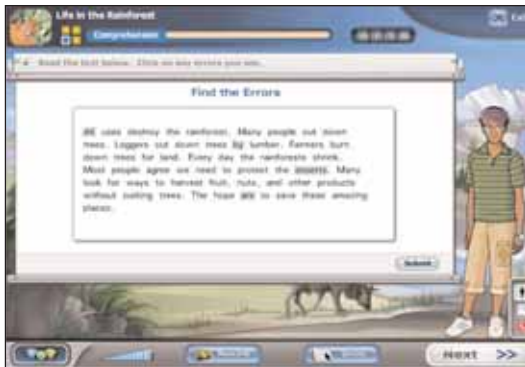 Life in the Rainforest
Comprehension
Read the text below. Click on any errors you see.
Find the Errors
uses destroy the rainforest. Many people cut down
trees. Loggers cut down trees by lumber. Farmers burn
down trees for land. Every day the rainforests shrink.
Most people agree we need to protect the Many
look for ways to harvest fruit, nuts, and other products
without cutting trees. The hope are to save these amazing
places.
Submit
Next >>